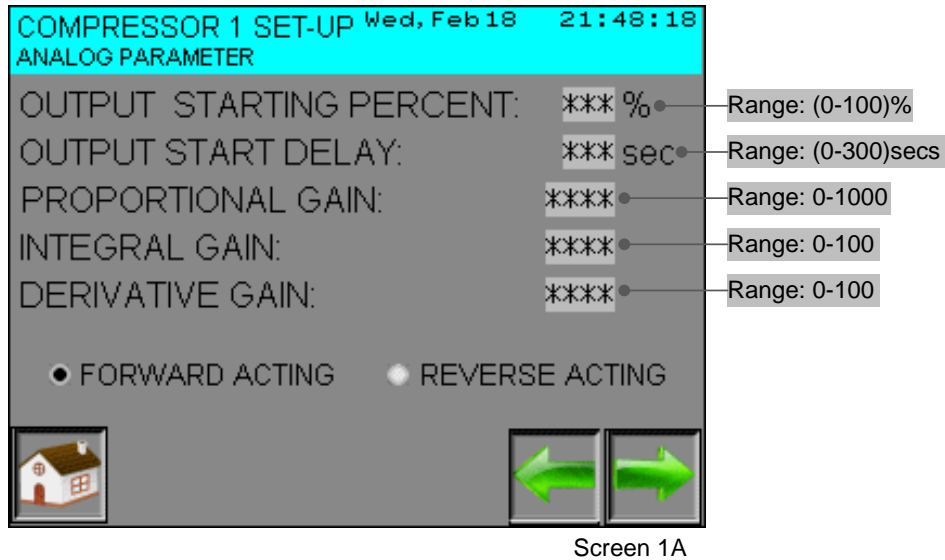 COMPRESSOR 1 SET-UP Wed, Feb 18 21:48:18
ANALOG PARAMETER
OUTPUT STARTING PERCENT: *** % Range: (0-100)%
OUTPUT START DELAY: *** sec Range: (0-300)secs
PROPORTIONAL GAIN: **** Range: 0-1000
INTEGRAL GAIN: **** Range: 0-100
DERIVATIVE GAIN: **** Range: 0-100
FORWARD ACTING REVERSE ACTING
Screen 1A